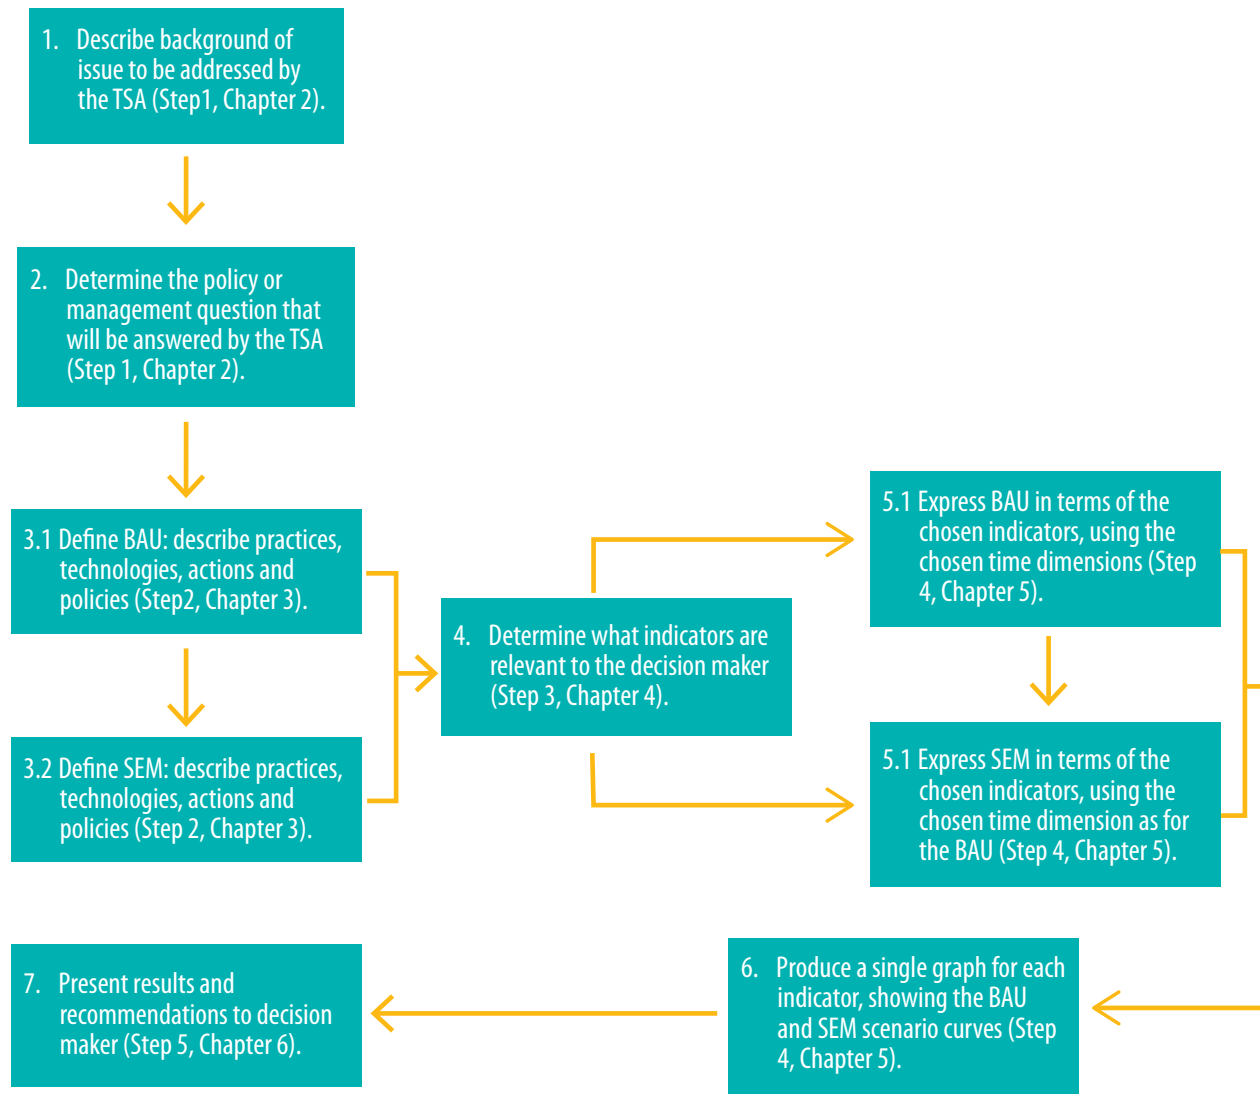 1. Describe background of
issue to be addressed by
the TSA (Step1, Chapter 2).
2. Determine the policy or
management question that
will be answered by the TSA
(Step 1, Chapter 2).
3.1 Define BAU: describe practices,
technologies, actions and
policies (Step2, Chapter 3).
3.2 Define SEM: describe practices,
technologies, actions and
policies (Step 2, Chapter 3).
4. Determine what indicators are
relevant to the decision maker
(Step 3, Chapter 4).
5.1 Express BAU in terms of the
chosen indicators, using the
chosen time dimensions (Step
4, Chapter 5).
5.1 Express SEM in terms of the
chosen indicators, using the
chosen time dimension as for
the BAU (Step 4, Chapter 5).
6. Produce a single graph for each
indicator, showing the BAU
and SEM scenario curves (Step
4, Chapter 5).
7. Present results and
recommendations to decision
maker (Step 5, Chapter 6).